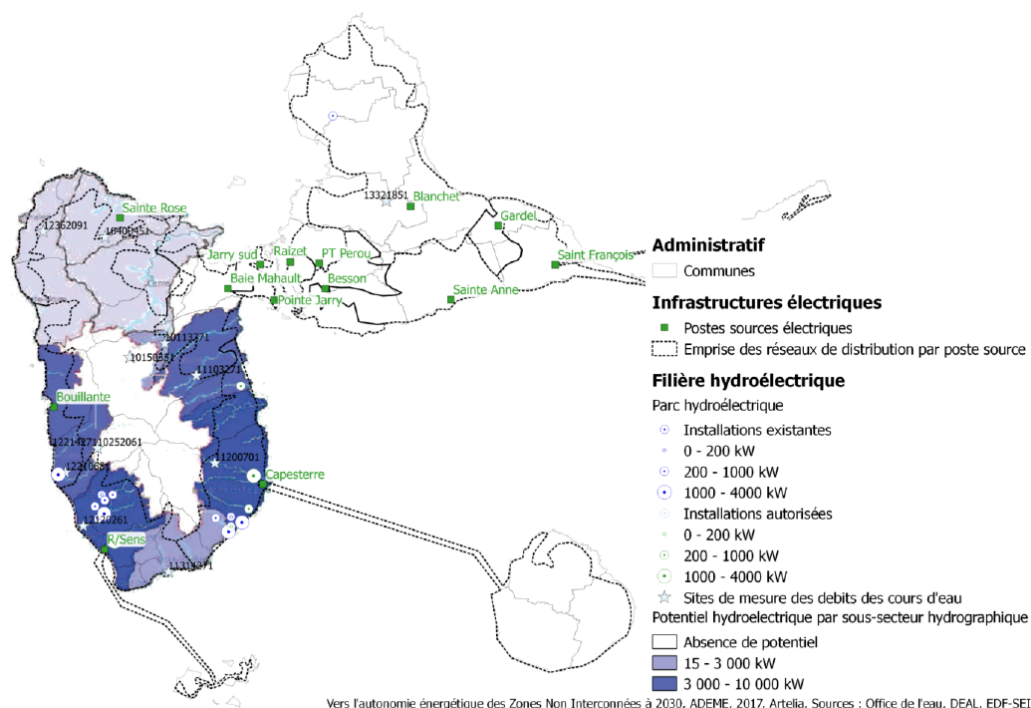 13321851
Blanchet
Sainte Rose
12362091
Gardel
Jarry sud
Raizet
PT Perou
Saint François
Baie Mahault
Besson
Pointe Jarry
Sainte Anne
10113271
11103271
Bouillante
10252061
11200701
Capesterre
12120261
R/Sens
11314271
Administratif
Communes
Infrastructures électriques
Postes sources électriques
Emprise des réseaux de distribution par poste source
Filière hydroélectrique
Parc hydroélectrique
Installations existantes
0 - 200 kW
200 - 1000 kW
1000 - 4000 kW
Installations autorisées
0 - 200 kW
200 - 1000 kW
1000 - 4000 kW
Sites de mesure des debits des cours d'eau
Potentiel hydroelectrique par sous-secteur hydrographique
Absence de potentiel
15 - 3 000 kW
3 000 - 10 000 kW
Vers l'autonomie énergétique des Zones Non Interconnées à 2030, ADEME, 2017, Artelia. Sources : Office de l'eau, DEAL, EDF-SEI